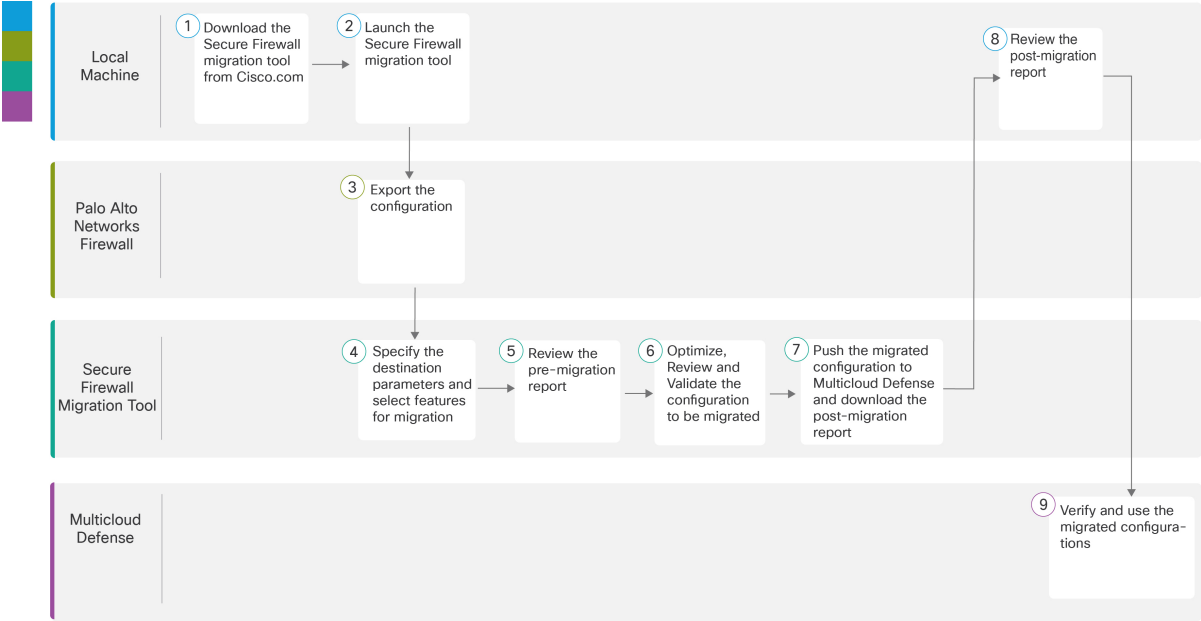 Local
Machine
1
Download the
Secure Firewall
migration tool
from Cisco.com
2
Launch the
Secure Firewall
migration tool
8
Review the
post-migration
report
Palo Alto
Networks
Firewall
3
Export the
configuration
Secure
Firewall
Migration Tool
4
Specify the
destination
parameters and
select features
for migration
5
Review the
pre-migration
report
6
Optimize,
Review and
Validate the
configuration
to be migrated
7
Push the migrated
configuration to
Multicloud Defense
and download the
post-migration
report
Multicloud
Defense
9
Verify and use the
migrated configura-
tions